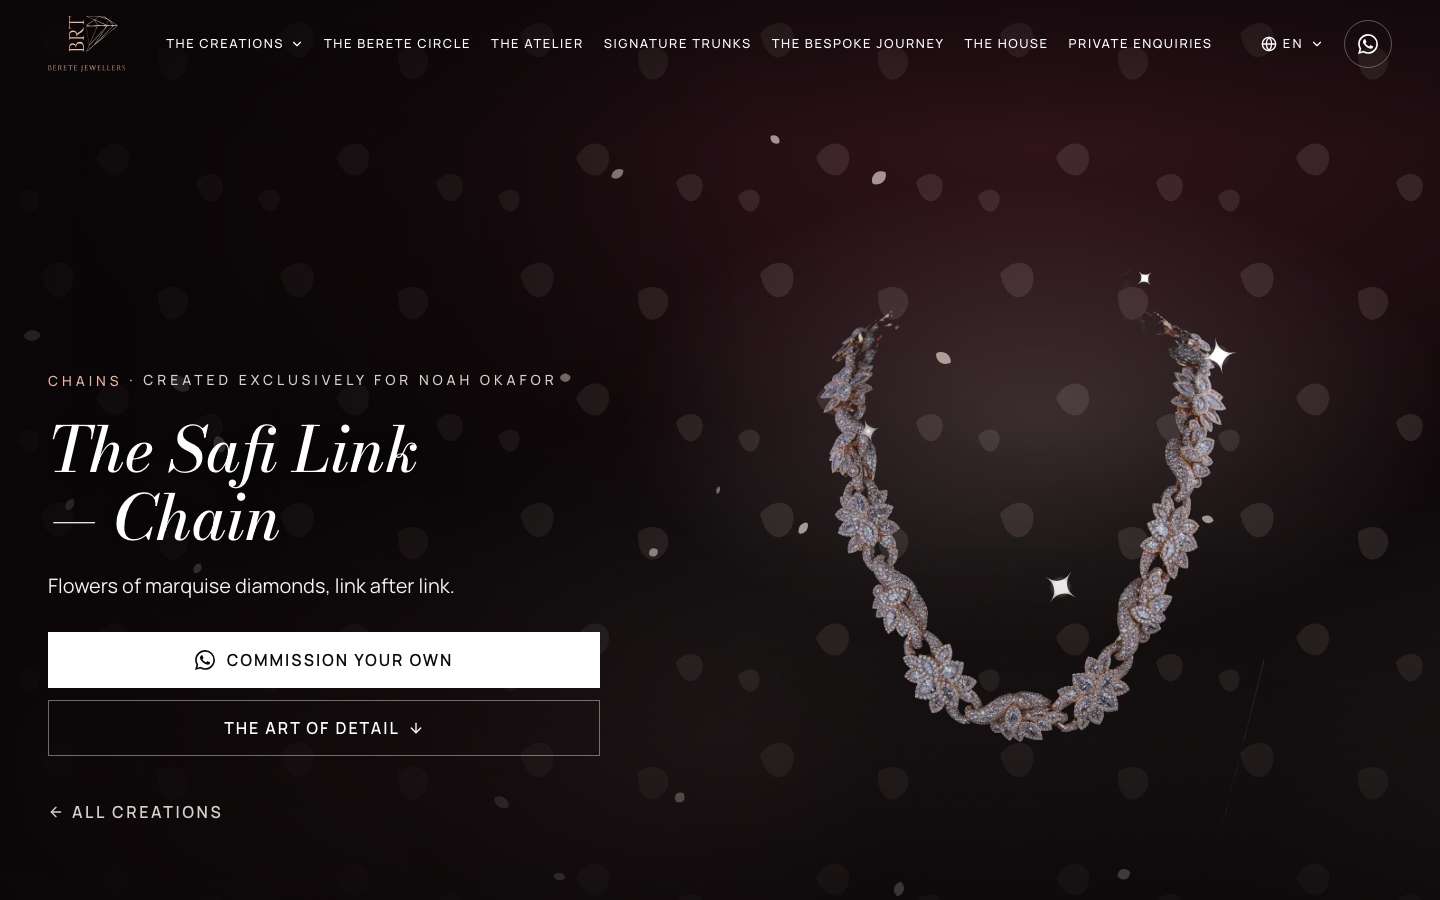 BRT
BERETE JEWELLERS
THE CREATIONS
THE BERETE CIRCLE
THE ATELIER
SIGNATURE TRUNKS
THE BESPOKE JOURNEY
THE HOUSE
PRIVATE ENQUIRIES
EN
CHAINS · CREATED EXCLUSIVELY FOR NOAH OKAFOR
The Safi Link
— Chain
Flowers of marquise diamonds, link after link.
COMMISSION YOUR OWN
THE ART OF DETAIL ↓
← ALL CREATIONS